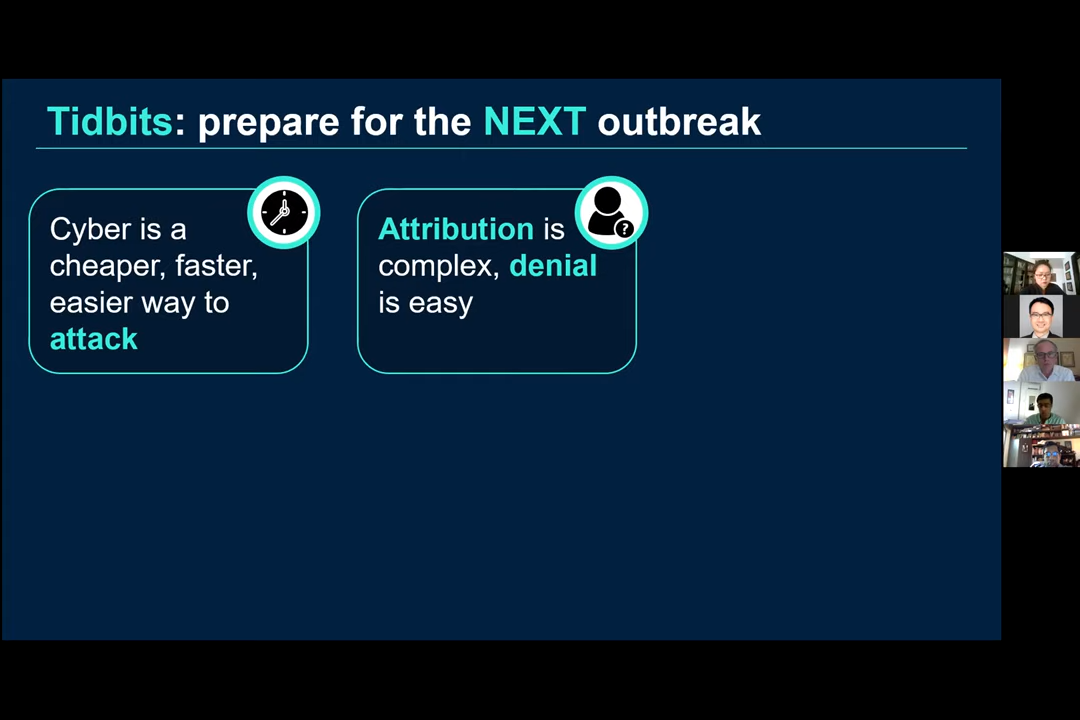 Tidbits: prepare for the NEXT outbreak
Cyber is a
cheaper, faster,
easier way to
attack
Attribution is
complex, denial
is easy
?